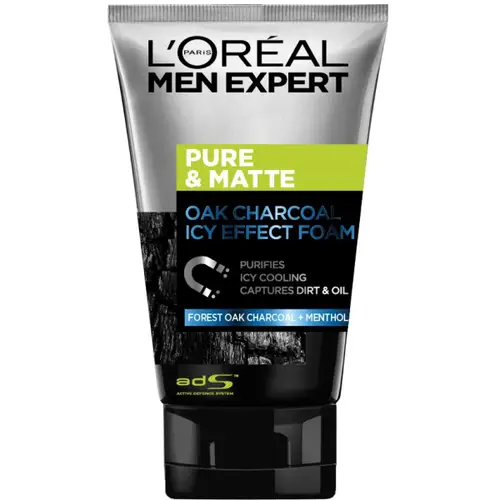 L'ORÉAL
PARIS
MEN EXPERT
PURE
& MATTE
OAK CHARCOAL
ICY EFFECT FOAM
PURIFIES
ICY COOLING
CAPTURES DIRT & OIL
FOREST OAK CHARCOAL + MENTHOL
adS™
ACTIVE DEFENCE SYSTEM